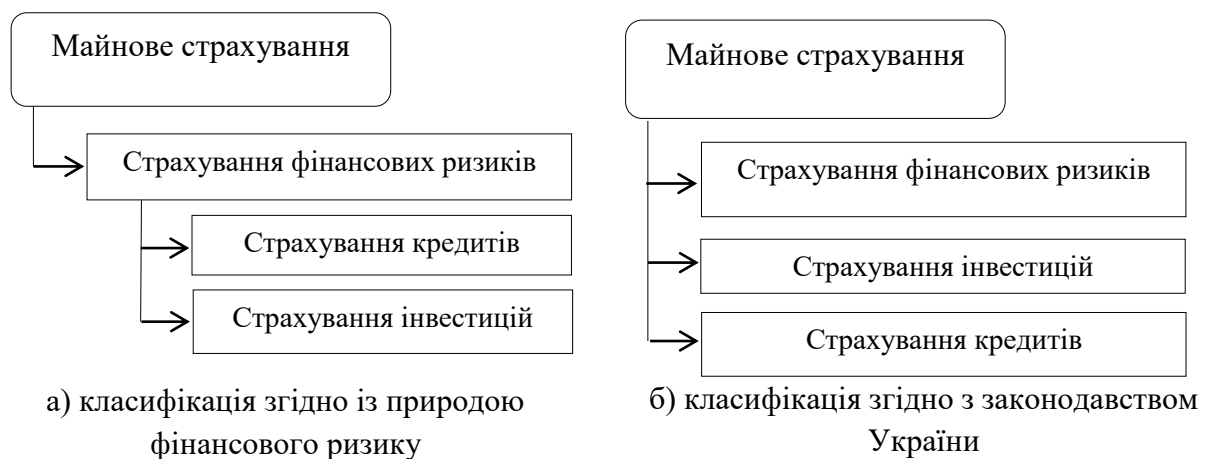 Майнове страхування
Страхування фінансових ризиків
Страхування кредитів
Страхування інвестицій
а) класифікація згідно із природою
фінансового ризику
Майнове страхування
Страхування фінансових ризиків
Страхування інвестицій
Страхування кредитів
б) класифікація згідно з законодавством
України